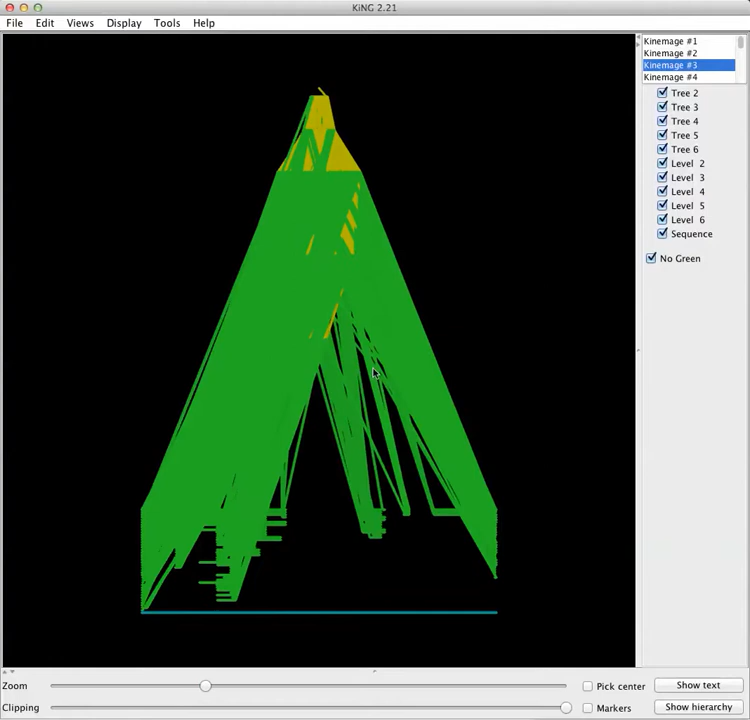 KiNG 2.21
File Edit Views Display Tools Help
Kinemage #1
Kinemage #2
Kinemage #3
Kinemage #4
Tree 2
Tree 3
Tree 4
Tree 5
Tree 6
Level 2
Level 3
Level 4
Level 5
Level 6
Sequence
No Green
Zoom Pick center Show text
Clipping Markers Show hierarchy